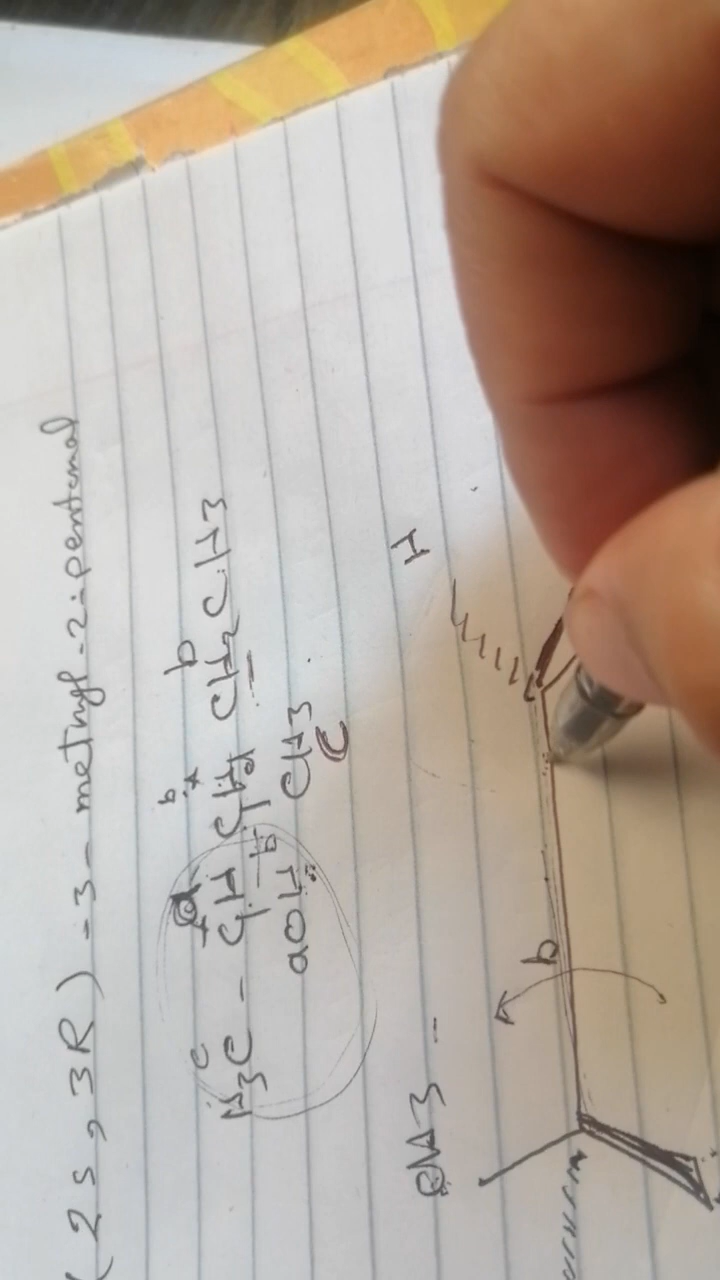 (2s, 3R) - 3 - methyl - 2 - pentanol
c a b b
H3C - CH CH CH2 CH3
b
a OH CH3
C
H
b
CH3